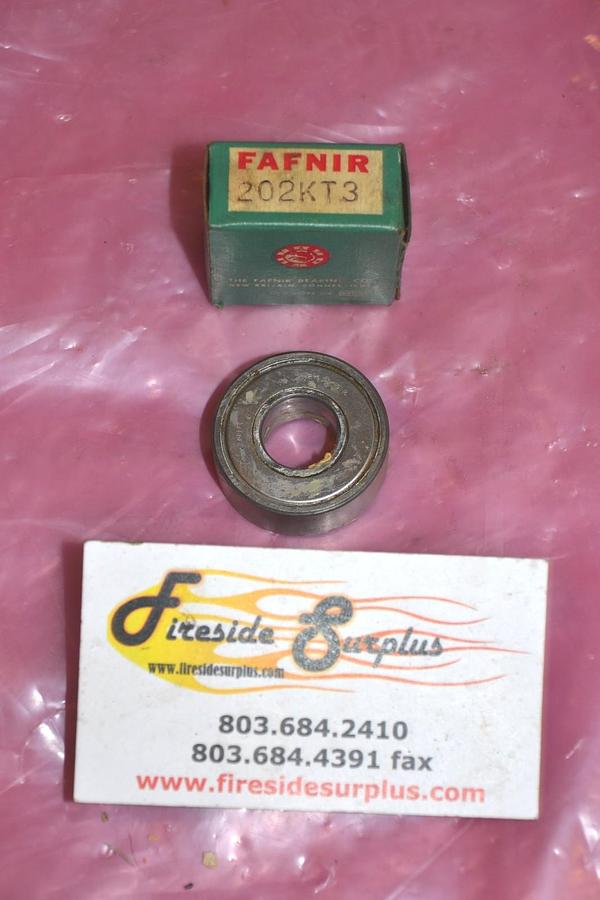 FAFNIR
202KT3
THE FAFNIR BEARING CO.
NEW BRITAIN, CONNECTICUT
Fireside Surplus
www.firesidesurplus.com
803.684.2410
803.684.4391 fax
www.firesidesurplus.com